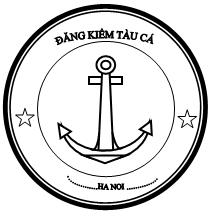 ĐĂNG KIỂM TÀU CÁ
..............HA NOI ..............